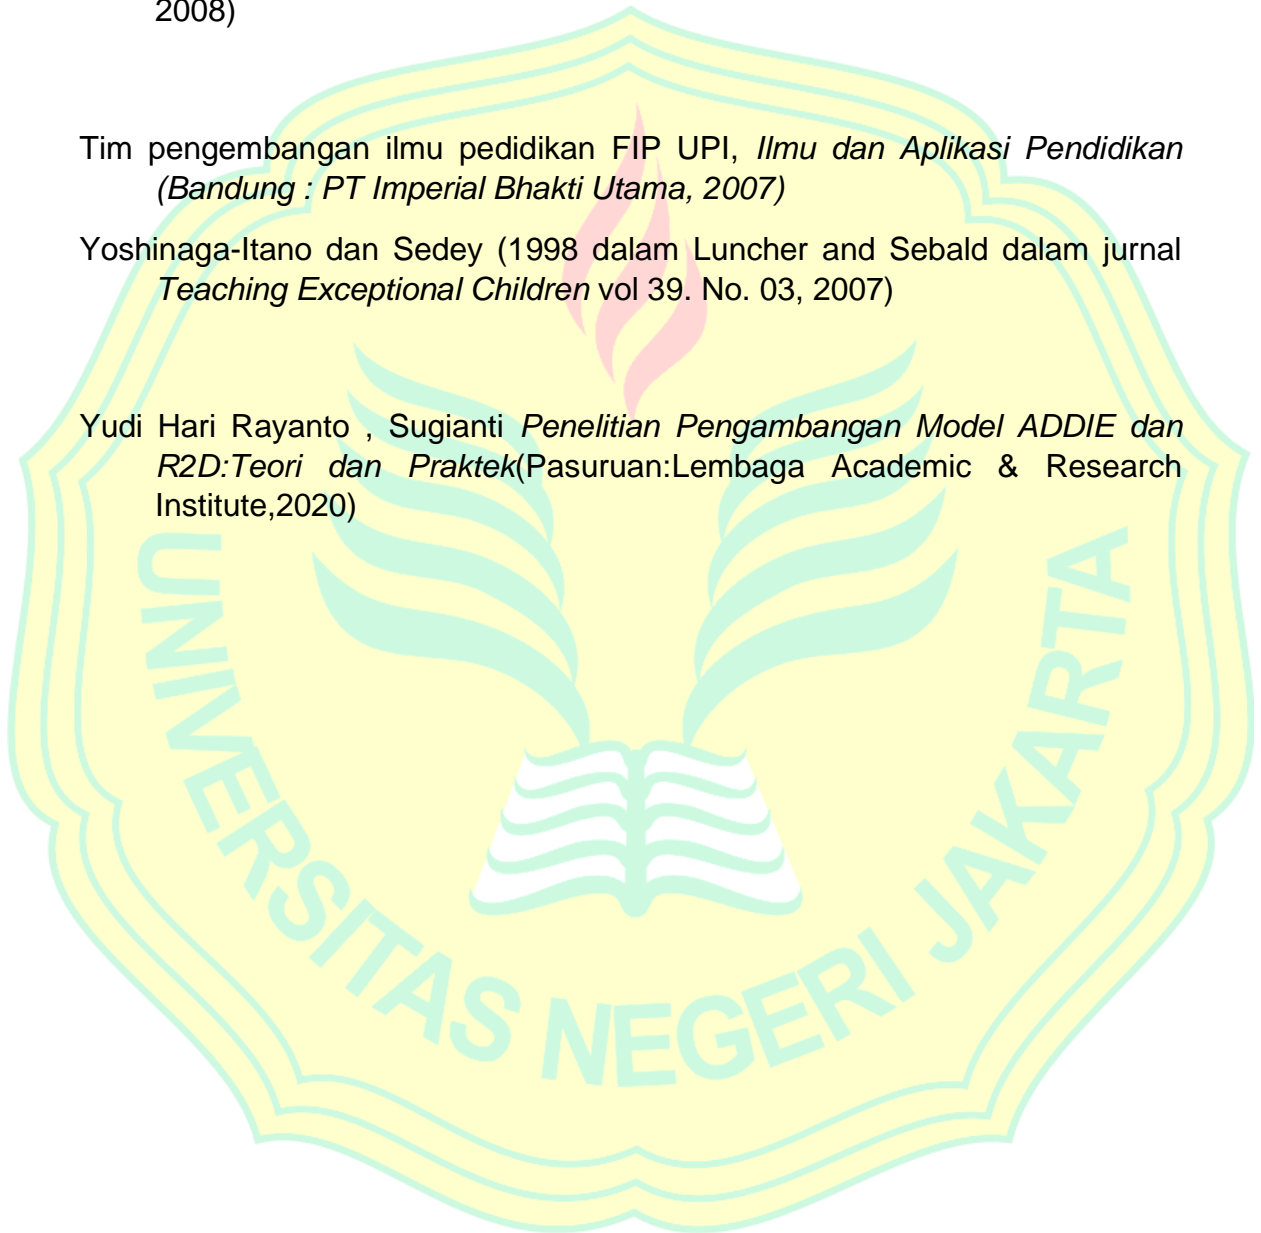 2008)
Tim pengembangan ilmu pedidikan FIP UPI, Ilmu dan Aplikasi Pendidikan
(Bandung : PT Imperial Bhakti Utama, 2007)
Yoshinaga-Itano dan Sedey (1998 dalam Luncher and Sebald dalam jurnal
Teaching Exceptional Children vol 39. No. 03, 2007)
Yudi Hari Rayanto , Sugianti Penelitian Pengambangan Model ADDIE dan
R2D:Teori dan Praktek(Pasuruan:Lembaga Academic & Research
Institute,2020)
UNIVERSITAS NEGERI JAKARTA